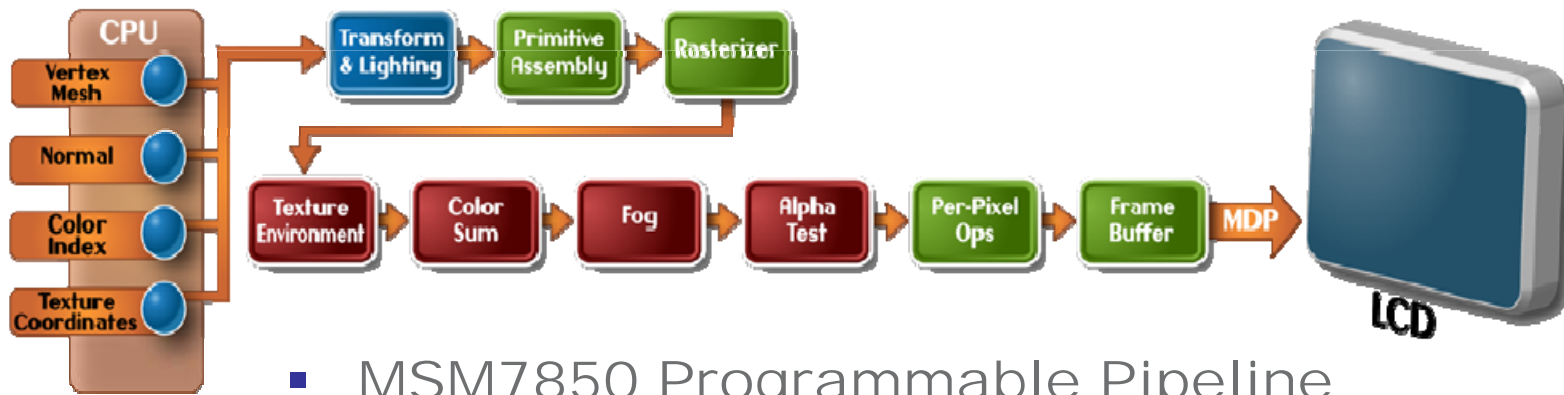 CPU
Vertex
Mesh
Normal
Color
Index
Texture
Coordinates
Transform
& Lighting
Primitive
Assembly
Rasterizer
Texture
Environment
Color
Sum
Fog
Alpha
Test
Per-Pixel
Ops
Frame
Buffer
MDP
LCD
MSM7850 Programmable Pipeline